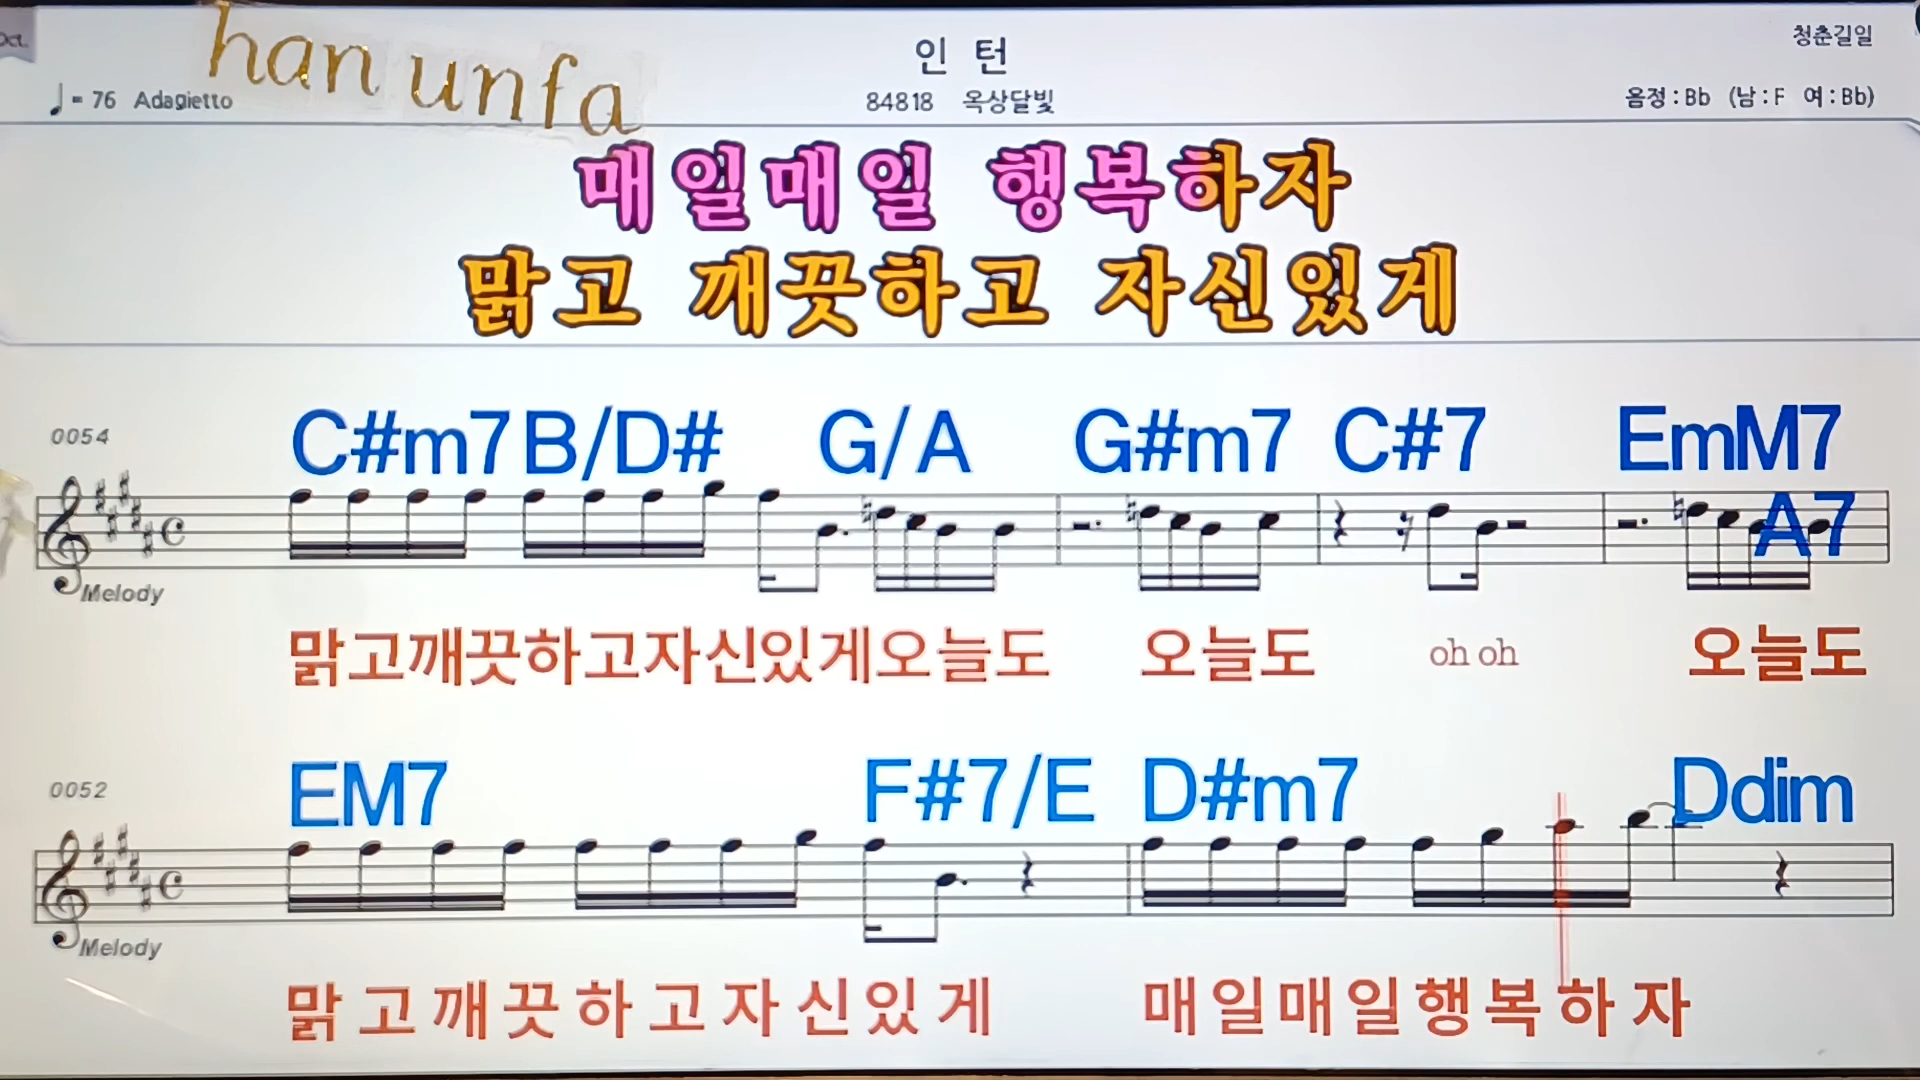 han unfa
인 턴
청춘길일
♩= 76 Adagietto
84818 옥상달빛
음정 : Bb (남 : F 여 : Bb)
매일매일 행복하자
맑고 깨끗하고 자신있게
0054
C#m7 B/D# G/A G#m7 C#7 EmM7
A7
Melody
맑고깨끗하고자신있게오늘도 오늘도 oh oh 오늘도
0052
EM7 F#7/E D#m7 Ddim
Melody
맑고깨끗하고자신있게 매일매일행복하자